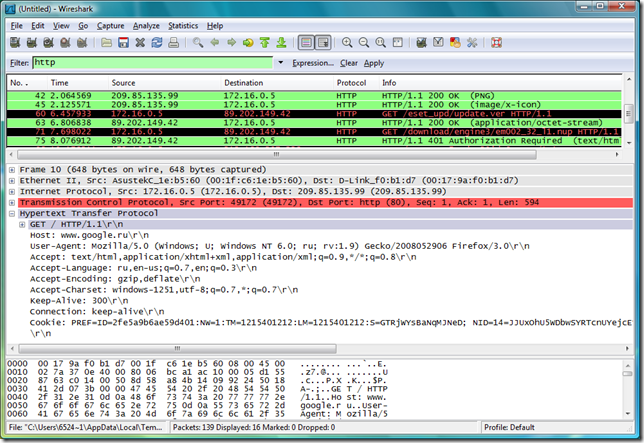 (Untitled) - Wireshark
File Edit View Go Capture Analyze Statistics Help
Filter: http Expression... Clear Apply
No. . Time Source Destination Protocol Info
42 2.064569 209.85.135.99 172.16.0.5 HTTP HTTP/1.1 200 OK (PNG)
45 2.125571 209.85.135.99 172.16.0.5 HTTP HTTP/1.1 200 OK (image/x-icon)
60 6.457933 172.16.0.5 89.202.149.42 HTTP GET /eset_upd/update.ver HTTP/1.1
63 6.806838 89.202.149.42 172.16.0.5 HTTP HTTP/1.1 200 OK (application/octet-stream)
71 7.698022 172.16.0.5 89.202.149.42 HTTP GET /download/engine3/em002_32_l1.nup HTTP/1.1
75 8.076912 89.202.149.42 172.16.0.5 HTTP HTTP/1.1 401 Authorization Required (text/htm
Frame 10 (648 bytes on wire, 648 bytes captured)
Ethernet II, Src: AsustekC_1e:b5:60 (00:1f:c6:1e:b5:60), Dst: D-Link_f0:b1:d7 (00:17:9a:f0:b1:d7)
Internet Protocol, Src: 172.16.0.5 (172.16.0.5), Dst: 209.85.135.99 (209.85.135.99)
Transmission Control Protocol, Src Port: 49172 (49172), Dst Port: http (80), Seq: 1, Ack: 1, Len: 594
Hypertext Transfer Protocol
GET / HTTP/1.1\r\n
Host: www.google.ru\r\n
User-Agent: Mozilla/5.0 (Windows; U; Windows NT 6.0; ru; rv:1.9) Gecko/2008052906 Firefox/3.0\r\n
Accept: text/html,application/xhtml+xml,application/xml;q=0.9,*/*;q=0.8\r\n
Accept-Language: ru,en-us;q=0.7,en;q=0.3\r\n
Accept-Encoding: gzip,deflate\r\n
Accept-Charset: windows-1251,utf-8;q=0.7,*;q=0.7\r\n
Keep-Alive: 300\r\n
Connection: keep-alive\r\n
Cookie: PREF=ID=2fe5a9b6ae59d401:NW=1:TM=1215401212:LM=1215401212:S=GTRjWYsBaNqMJNeD;
\r\n
0000 00 17 9a f0 b1 d7 00 1f c6 1e b5 60 08 00 45 00
0010 02 7a 37 0e 40 00 80 06 bc a1 ac 10 00 05 d1 55
0020 87 63 c0 14 00 50 8d 58 a8 4b 14 09 92 24 50 18
0030 41 2d 07 3b 00 00 47 45 54 20 2f 20 48 54 54 50
0040 2f 31 2e 31 0d 0a 48 6f 73 74 3a 20 77 77 77 2e
0050 67 6f 6f 67 6c 65 2e 72 75 0d 0a 55 73 65 72 2d
0060 41 67 65 6e 74 3a 20 4d 6f 7a 69 6c 6c 61 2f 35
File: "C:\Users\6524~1\AppData\Local\Tem... Packets: 139 Displayed: 16 Marked: 0 Dropped: 0 Profile: Default